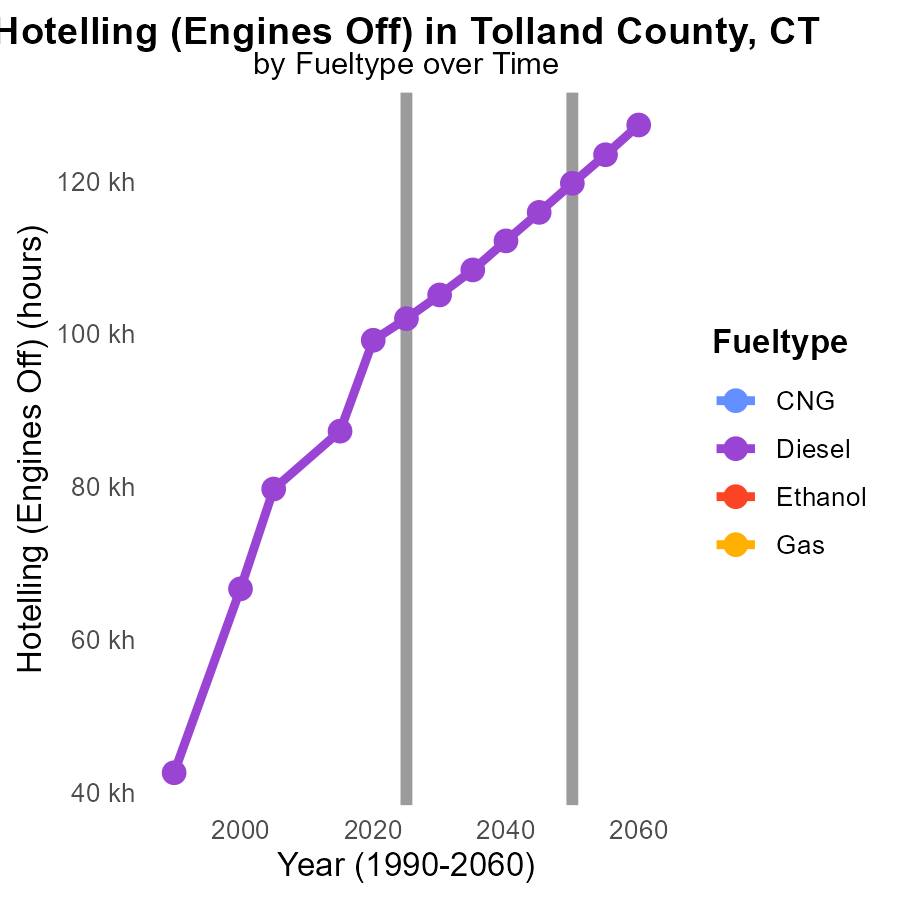 Hotelling (Engines Off) in Tolland County, CT
by Fueltype over Time
Hotelling (Engines Off) (hours)
120 kh
100 kh
80 kh
60 kh
40 kh
2000 2020 2040 2060
Year (1990-2060)
Fueltype
CNG
Diesel
Ethanol
Gas